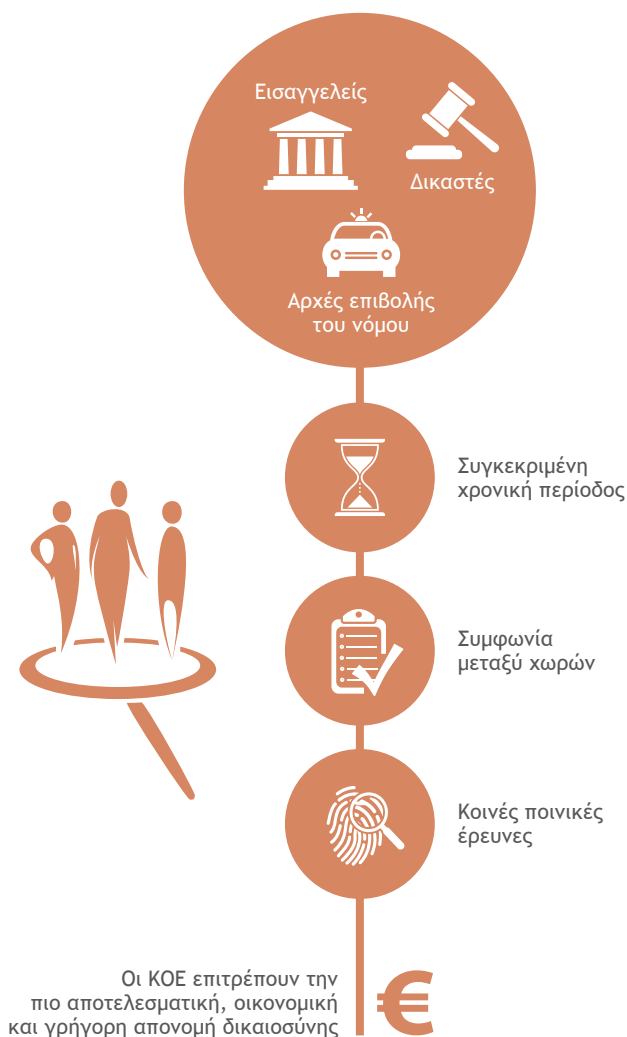 Εισαγγελείς
Δικαστές
Αρχές επιβολής
του νόμου
Συγκεκριμένη
χρονική περίοδος
Συμφωνία
μεταξύ χωρών
Κοινές ποινικές
έρευνες
Οι ΚΟΕ επιτρέπουν την
πιο αποτελεσματική, οικονομική
και γρήγορη απονομή δικαιοσύνης
€